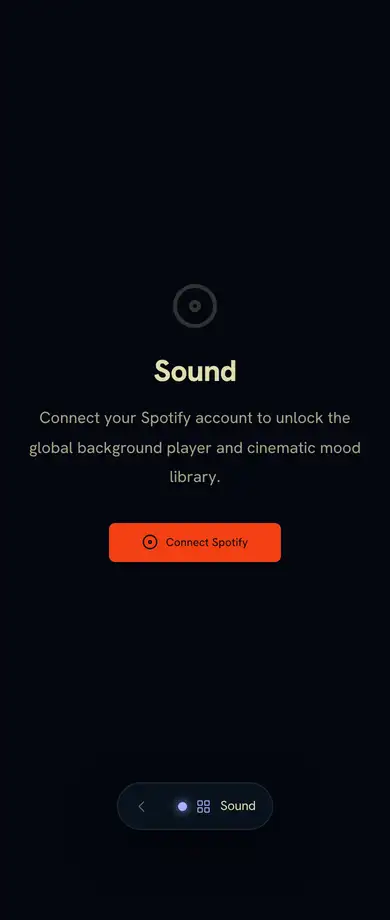 Sound
Connect your Spotify account to unlock the
global background player and cinematic mood
library.
Connect Spotify
Sound